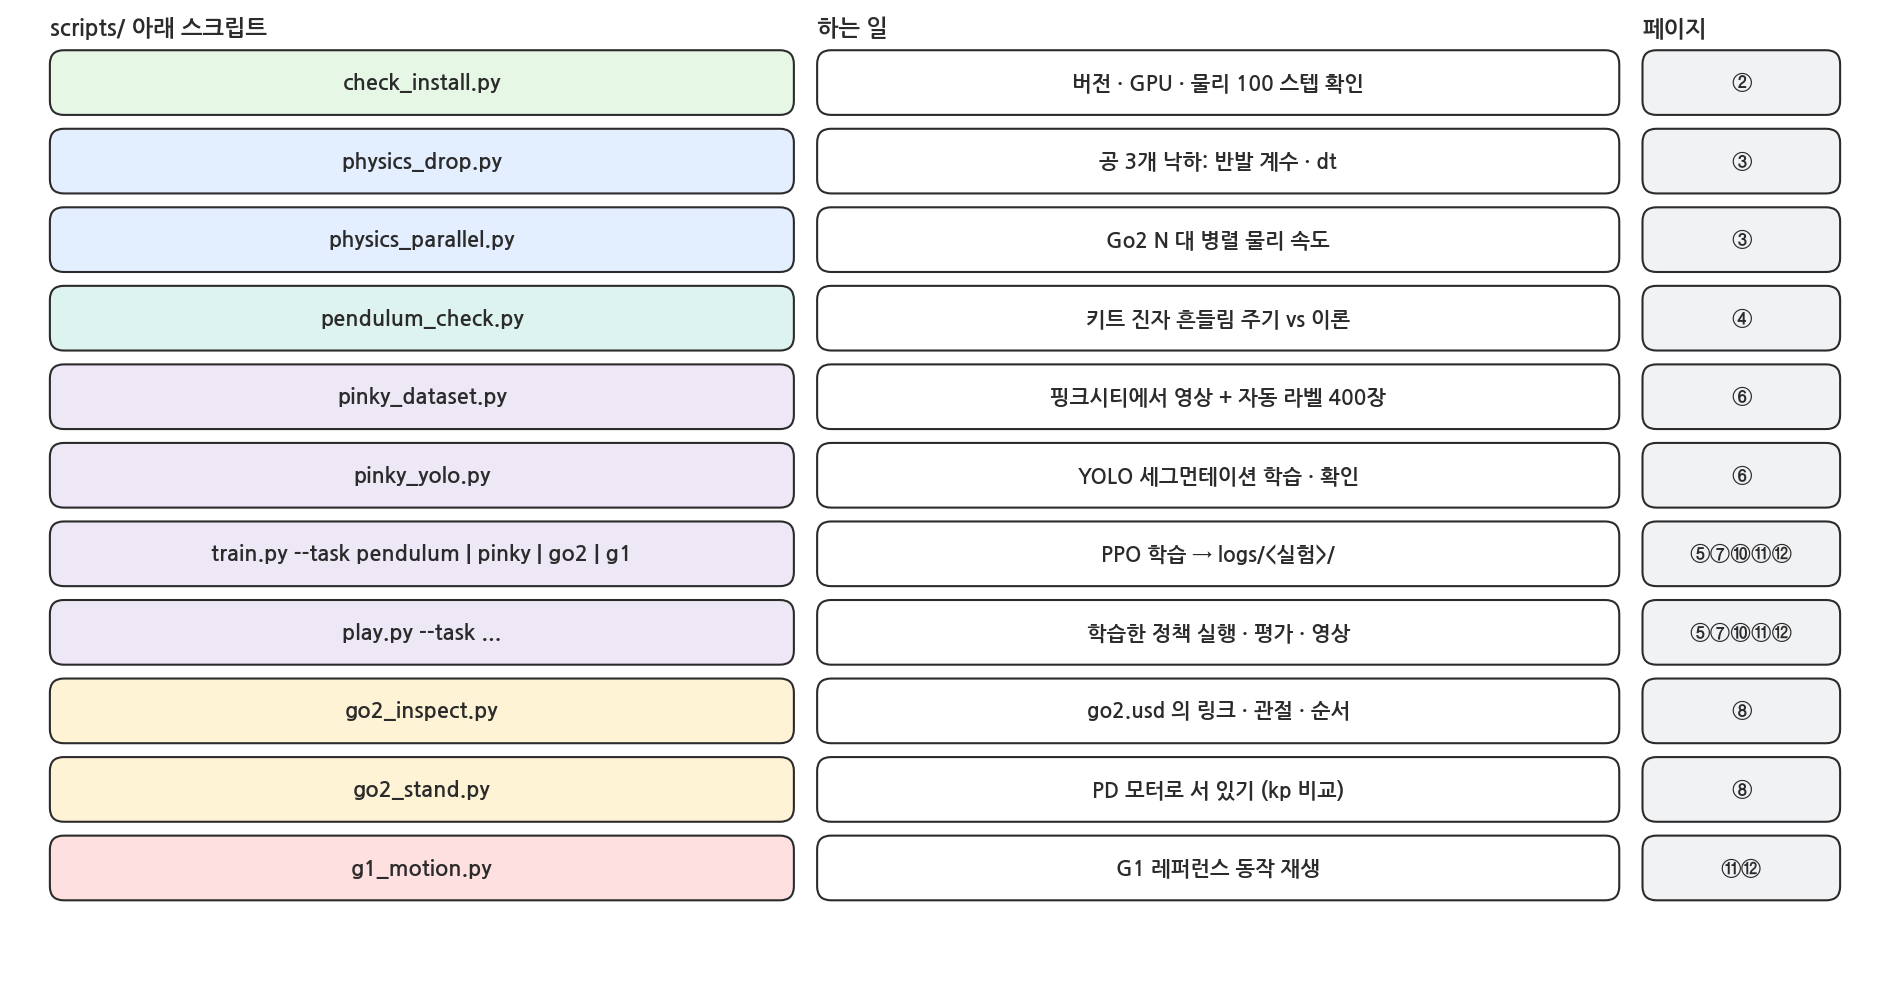 scripts/ 아래 스크립트 하는 일 페이지
check_install.py 버전 · GPU · 물리 100 스텝 확인 ②
physics_drop.py 공 3개 낙하: 반발 계수 · dt ③
physics_parallel.py Go2 N 대 병렬 물리 속도 ③
pendulum_check.py 키트 진자 흔들림 주기 vs 이론 ④
pinky_dataset.py 핑크시티에서 영상 + 자동 라벨 400장 ⑥
pinky_yolo.py YOLO 세그먼테이션 학습 · 확인 ⑥
train.py --task pendulum | pinky | go2 | g1 PPO 학습 → logs/<실험>/ ⑤⑦⑩⑪⑫
play.py --task ... 학습한 정책 실행 · 평가 · 영상 ⑤⑦⑩⑪⑫
go2_inspect.py go2.usd 의 링크 · 관절 · 순서 ⑧
go2_stand.py PD 모터로 서 있기 (kp 비교) ⑧
g1_motion.py G1 레퍼런스 동작 재생 ⑪⑫